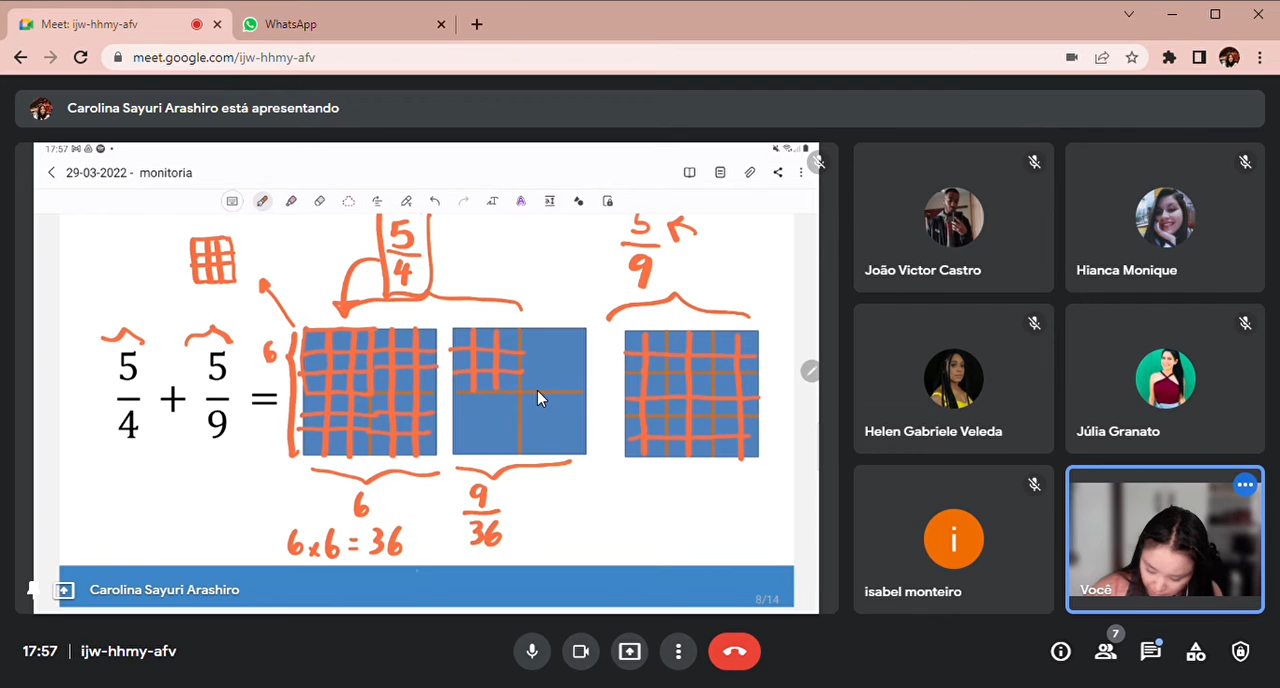 Meet: ijw-hhmy-afv
WhatsApp
meet.google.com/ijw-hhmy-afv
Carolina Sayuri Arashiro está apresentando
17:57
29-03-2022 - monitoria
5
4
5
9
5
4
+
5
9
=
6
6
6x6 = 36
9
36
Carolina Sayuri Arashiro
8/14
João Victor Castro
Hianca Monique
Helen Gabriele Veleda
Júlia Granato
i
isabel monteiro
Você
17:57 | ijw-hhmy-afv
7